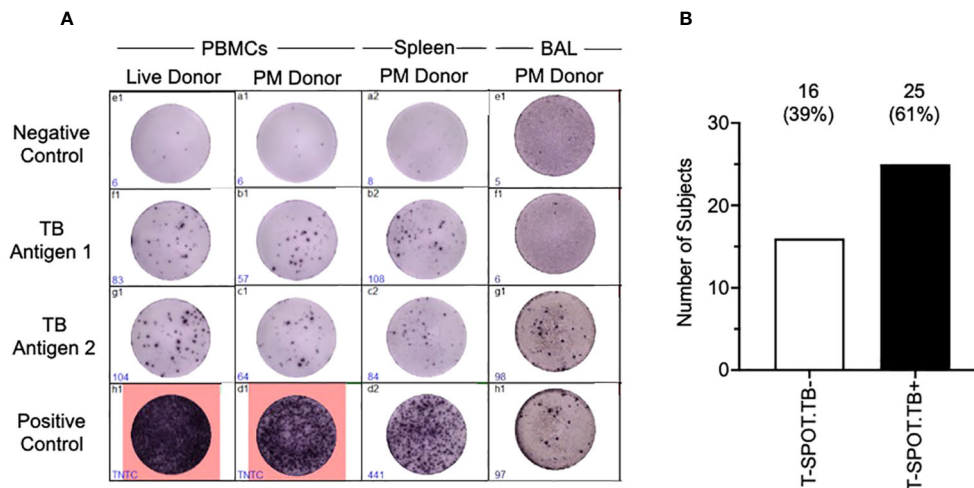 A
PBMCs
Spleen
BAL
Live Donor
PM Donor
PM Donor
PM Donor
Negative
Control
e1
6
a1
6
a2
8
e1
5
TB
Antigen 1
f1
83
b1
57
b2
108
f1
6
TB
Antigen 2
g1
104
c1
64
c2
84
g1
98
Positive
Control
h1
TNTC
d1
TNTC
d2
441
h1
97
B
16
(39%)
25
(61%)
30
20
10
0
Number of Subjects
T-SPOT.TB-
T-SPOT.TB+